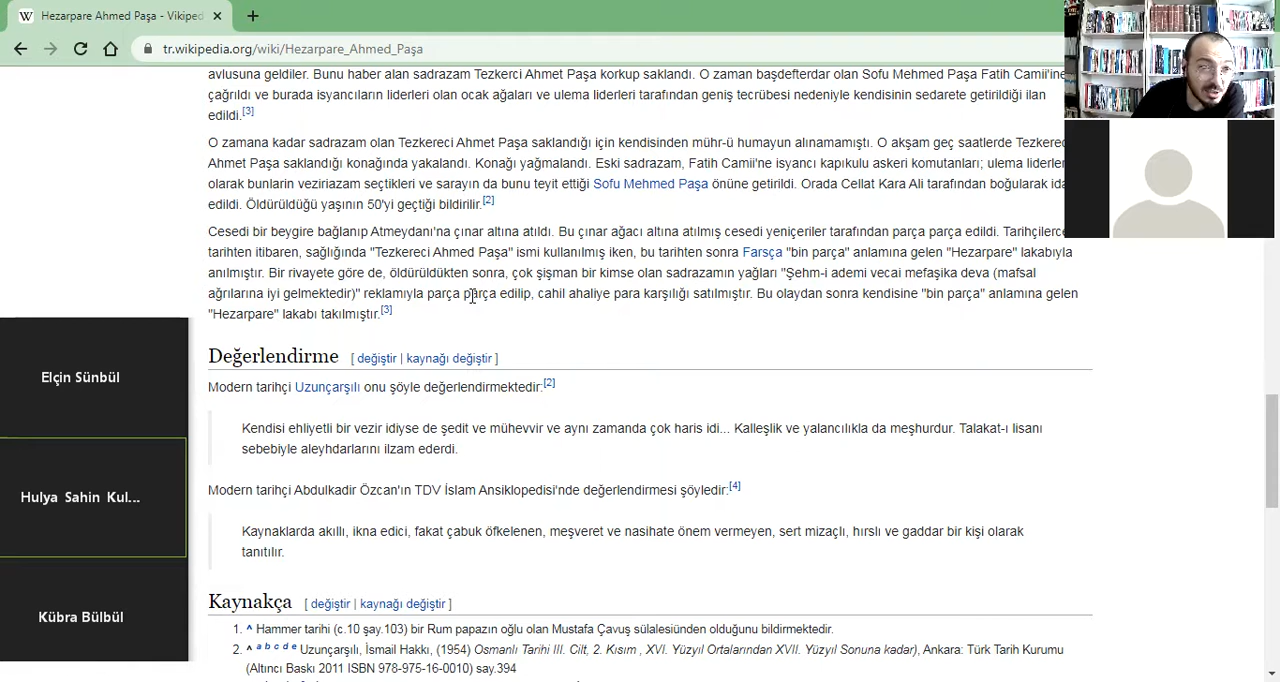 Hezarpare Ahmed Paşa - Vikiped
tr.wikipedia.org/wiki/Hezarpare_Ahmed_Paşa
avlusuna geldiler. Bunu haber alan sadrazam Tezkereci Ahmet Paşa korkup saklandı. O zaman başdefterdar olan Sofu Mehmed Paşa Fatih Camii'ne
çağrıldı ve burada isyancıların liderleri olan ocak ağaları ve ulema liderleri tarafından geniş tecrübesi nedeniyle kendisinin sedarete getirildiği ilan
edildi.[3]
O zamana kadar sadrazam olan Tezkereci Ahmet Paşa saklandığı için kendisinden mühr-ü humayun alınamamıştı. O akşam geç saatlerde Tezkerec
Ahmet Paşa saklandığı konağında yakalandı. Konağı yağmalandı. Eski sadrazam, Fatih Camii'ne isyancı kapıkulu askeri komutanları; ulema liderler
olarak bunların veziriazam seçtikleri ve sarayın da bunu teyit ettiği Sofu Mehmed Paşa önüne getirildi. Orada Cellat Kara Ali tarafından boğularak ida
edildi. Öldürüldüğü yaşının 50'yi geçtiği bildirilir.[2]
Cesedi bir beygire bağlanıp Atmeydanı'na çınar altına atıldı. Bu çınar ağacı altına atılmış cesedi yeniçeriler tarafından parça parça edildi. Tarihçilerce
tarihten itibaren, sağlığında "Tezkereci Ahmed Paşa" ismi kullanılmış iken, bu tarihten sonra Farsça "bin parça" anlamına gelen "Hezarpare" lakabıyla
anılmıştır. Bir rivayete göre de, öldürüldükten sonra, çok şişman bir kimse olan sadrazamın yağları "Şehm-i ademi vecai mefaşika deva (mafsal
ağrılarına iyi gelmektedir)" reklamıyla parça parça edilip, cahil ahaliye para karşılığı satılmıştır. Bu olaydan sonra kendisine "bin parça" anlamına gelen
"Hezarpare" lakabı takılmıştır.[3]
Değerlendirme [ değiştir | kaynağı değiştir ]
Modern tarihçi Uzunçarşılı onu şöyle değerlendirmektedir:[2]
Kendisi ehliyetli bir vezir idiyse de şedit ve mühevvir ve aynı zamanda çok haris idi... Kalleşlik ve yalancılıkla da meşhurdur. Talakat-ı lisanı
sebebiyle aleyhdarlarını ilzam ederdi.
Modern tarihçi Abdulkadir Özcan'ın TDV İslam Ansiklopedisi'nde değerlendirmesi şöyledir:[4]
Kaynaklarda akıllı, ikna edici, fakat çabuk öfkelenen, meşveret ve nasihate önem vermeyen, sert mizaçlı, hırslı ve gaddar bir kişi olarak
tanıtılır.
Kaynakça [ değiştir | kaynağı değiştir ]
1. ^ Hammer tarihi (c.10 şay.103) bir Rum papazın oğlu olan Mustafa Çavuş sülalesiünden olduğunu bildirmektedir.
2. ^ a b c d e Uzunçarşılı, İsmail Hakkı, (1954) Osmanlı Tarihi III. Cilt, 2. Kısım , XVI. Yüzyıl Ortalarından XVII. Yüzyıl Sonuna kadar), Ankara: Türk Tarih Kurumu
(Altıncı Baskı 2011 ISBN 978-975-16-0010) say.394
Elçin Sünbül
Hulya Sahin Kul...
Kübra Bülbül